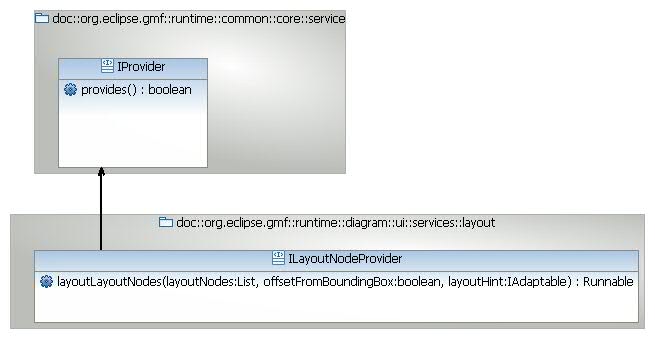 doc::org.eclipse.gmf::runtime::common::core::service
IProvider
provides() : boolean
doc::org.eclipse.gmf::runtime::diagram::ui::services::layout
ILayoutNodeProvider
layoutLayoutNodes(layoutNodes:List, offsetFromBoundingBox:boolean, layoutHint:IAdaptable) : Runnable